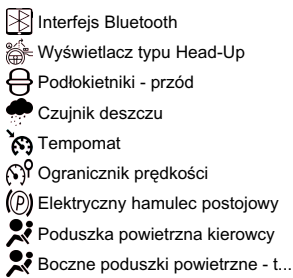 Interfejs Bluetooth
Wyświetlacz typu Head-Up
Podłokietniki - przód
Czujnik deszczu
Tempomat
Ogranicznik prędkości
Elektryczny hamulec postojowy
Poduszka powietrzna kierowcy
Boczne poduszki powietrzne - t...